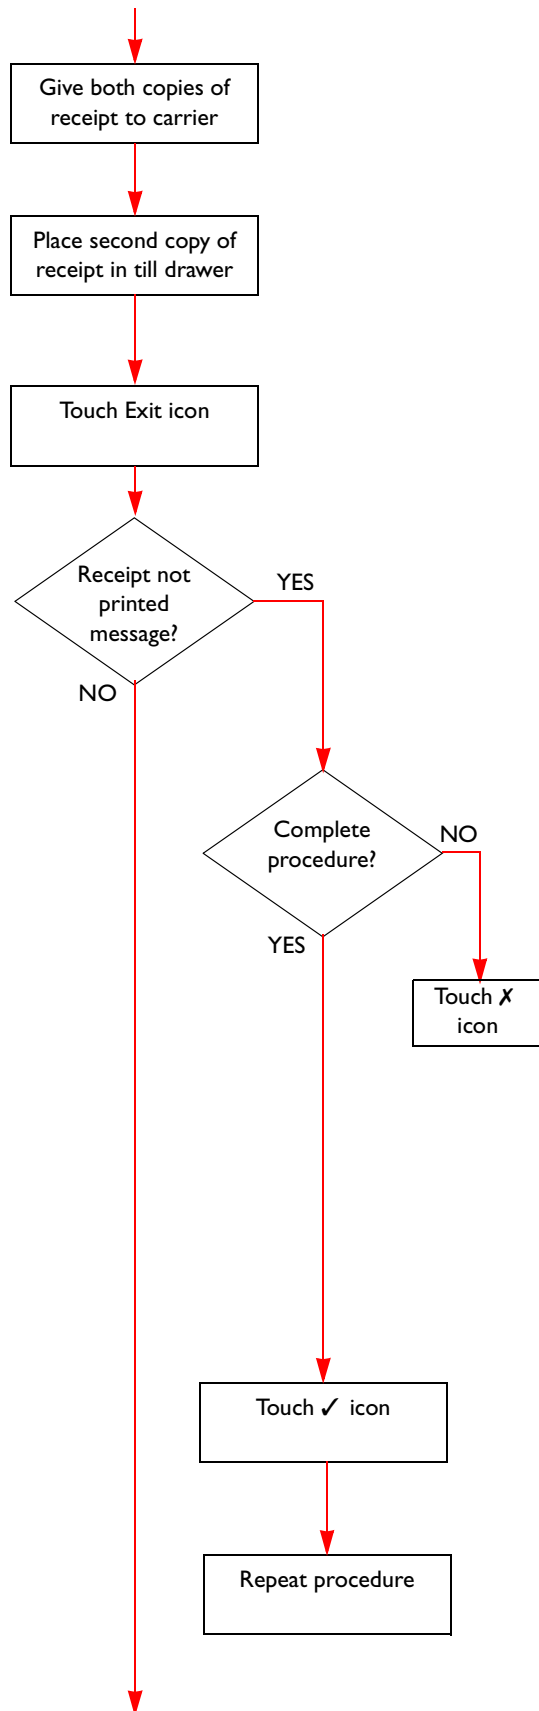 Give both copies of
receipt to carrier
Place second copy of
receipt in till drawer
Touch Exit icon
Receipt not
printed
message?
YES
NO
Complete
procedure?
NO
YES
Touch ✗
icon
Touch ✓ icon
Repeat procedure